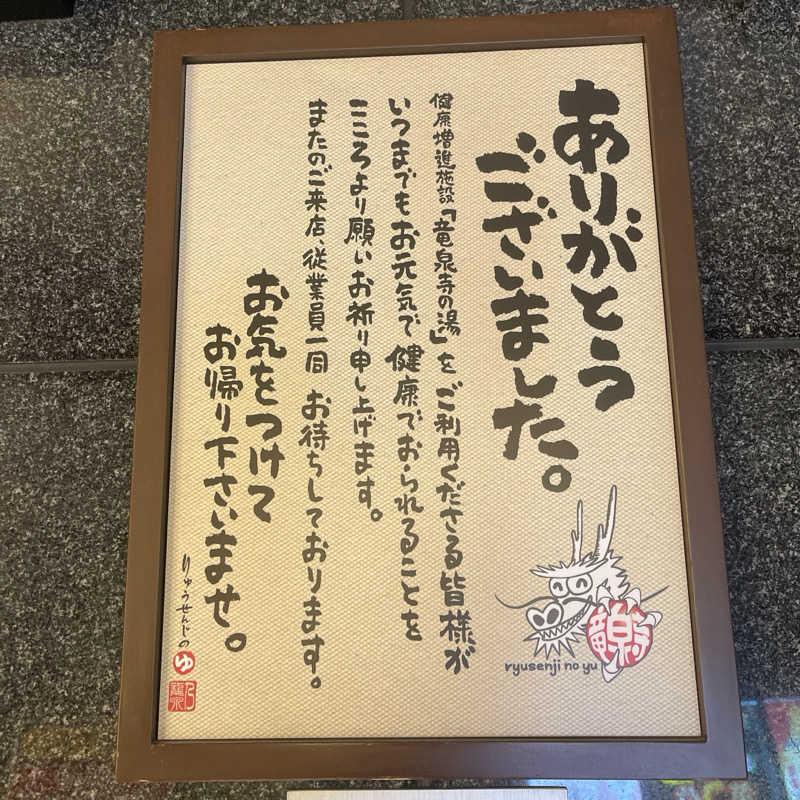 ありがとう
ございました。
健康増進施設「竜泉寺の湯」をご利用くださる皆様が
いつまでもお元気で健康でおられることを
こころより願いお祈り申し上げます。
またのご来店、従業員一同 お待ちしております。
お気をつけて
お帰り下さいませ。
りゅうせんじの
ゆ
ryusenji no yu